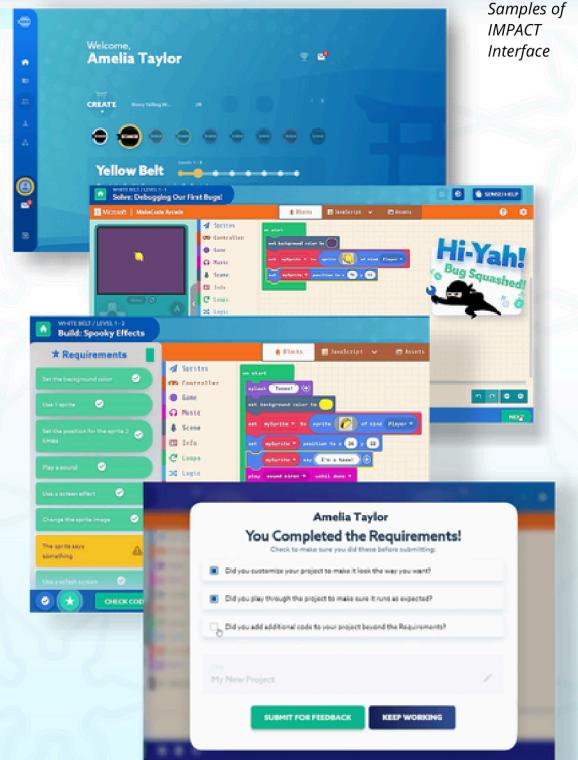 Samples of
IMPACT
Interface
Welcome,
Amelia Taylor
CREATE
Yellow Belt
Levels 1 - 8
WHITE BELT / LEVEL 1 - 1
Solve: Debugging Our First Bugs!
SENSEI HELP
Microsoft | MakeCode Arcade
Blocks
JavaScript
Assets
Sprites
Controller
Game
Music
Scene
Info
Loops
Logic
on start
set background color to
set mySprite to sprite of kind Player
set mySprite position to x y
Hi-Yah!
Bug Squashed!
NEXT
WHITE BELT / LEVEL 1 - 2
Build: Spooky Effects
Requirements
Set the background color
Use 1 sprite
Set the position for the sprite 2
times
Play a sound
Use a screen effect
Change the sprite image
The sprite says
something
Use a splash screen
CHECK
Blocks
JavaScript
Assets
Sprites
Controller
Game
Music
Scene
Info
Loops
Logic
on start
splash
set background color to
set mySprite to sprite of kind Player
set mySprite position to x y
mySprite say
play sound siren until done
Amelia Taylor
You Completed the Requirements!
Check to make sure you did these before submitting:
Did you customize your project to make it look the way you want?
Did you play through the project to make sure it runs as expected?
Did you add additional code to your project beyond the Requirements?
My New Project
SUBMIT FOR FEEDBACK
KEEP WORKING